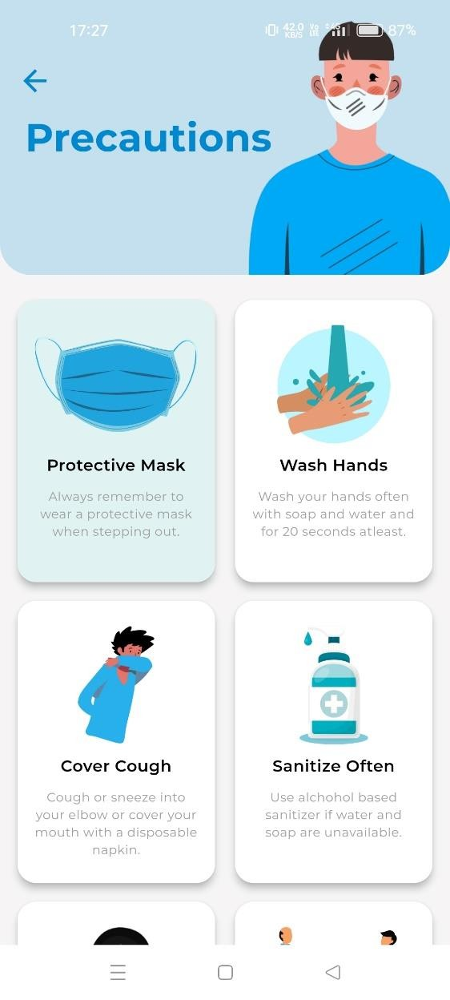 17:27
42.0
KB/S
Vo
LTE
4G
87%
Precautions
Protective Mask
Always remember to
wear a protective mask
when stepping out.
Wash Hands
Wash your hands often
with soap and water and
for 20 seconds atleast.
Cover Cough
Cough or sneeze into
your elbow or cover your
mouth with a disposable
napkin.
Sanitize Often
Use alchohol based
sanitizer if water and
soap are unavailable.